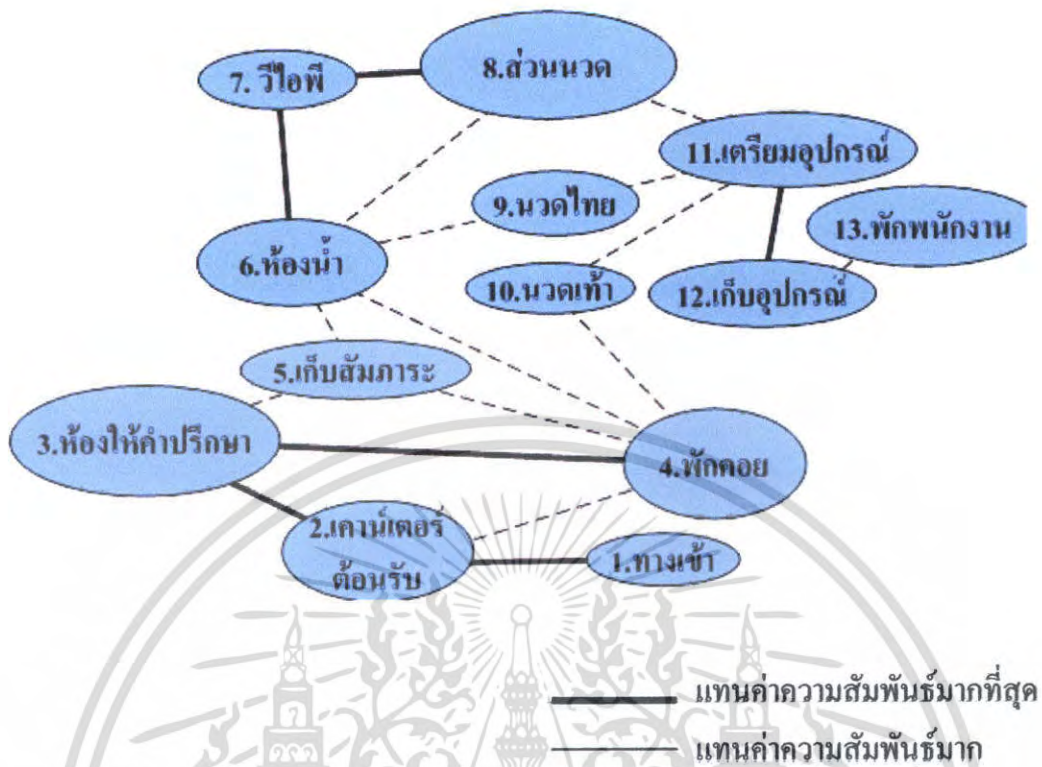 7. วีไอพี
8.ส่วนนวด
11.เตรียมอุปกรณ์
9.นวดไทย
13.พักพนักงาน
6.ห้องน้ำ
10.นวดเท้า
12.เก็บอุปกรณ์
5.เก็บสัมภาระ
3.ห้องให้คำปรึกษา
4.พักคอย
2.เคาน์เตอร์
ต้อนรับ
1.ทางเข้า
แทนค่าความสัมพันธ์มากที่สุด
แทนค่าความสัมพันธ์มาก